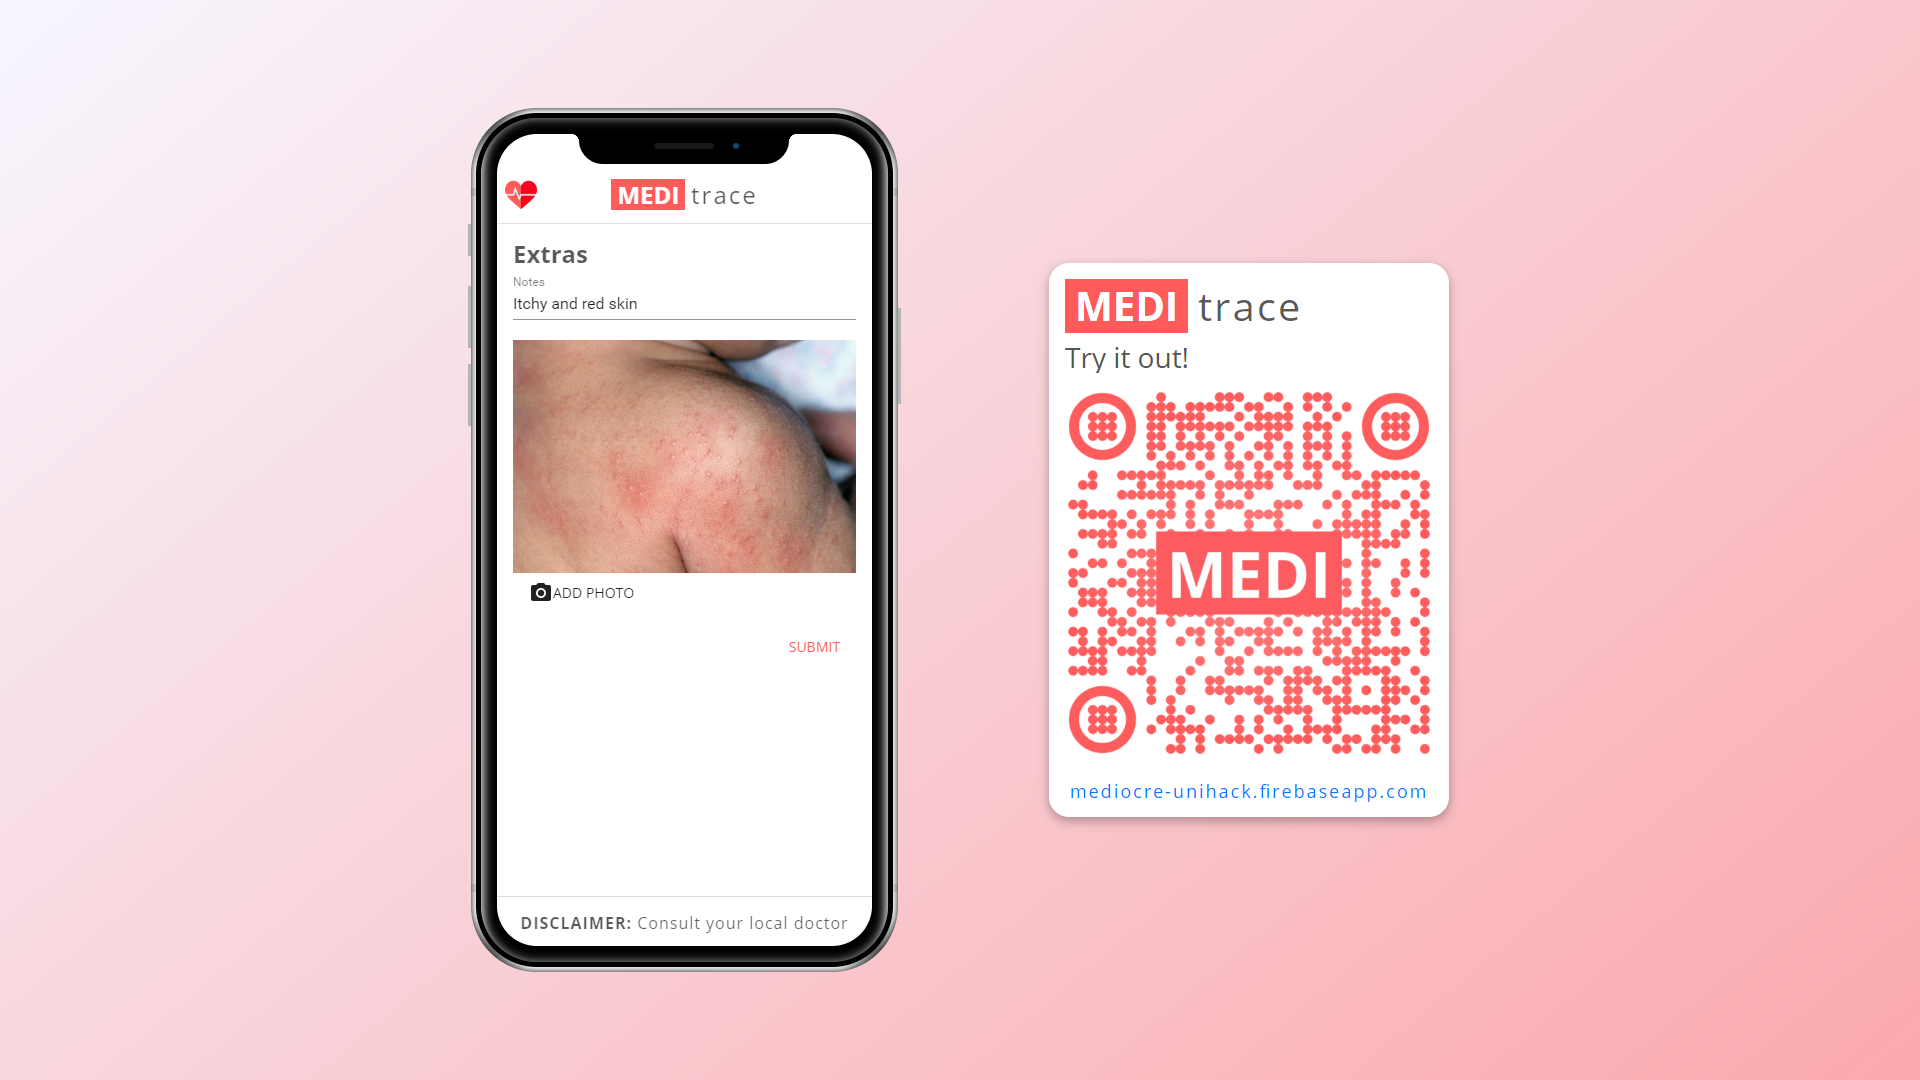 MEDI trace
Extras
Notes
Itchy and red skin
ADD PHOTO
SUBMIT
DISCLAIMER: Consult your local doctor
MEDI trace
Try it out!
MEDI
mediocre-unihack.firebaseapp.com